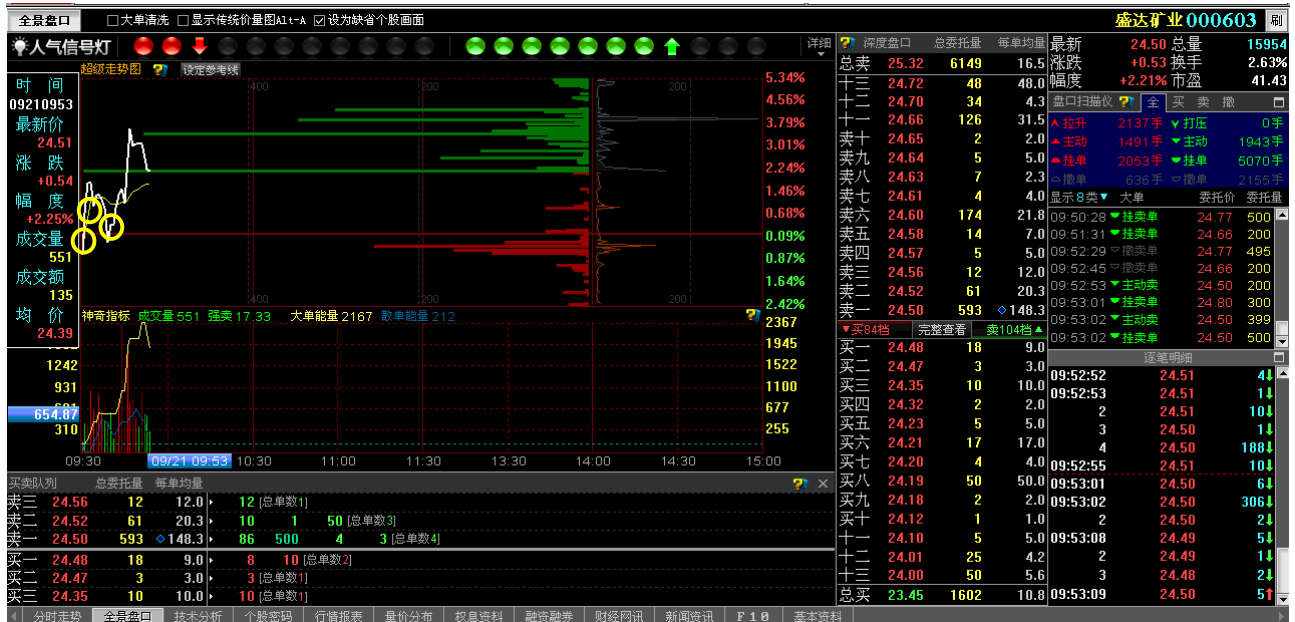 全景盘口 大单清洗 显示传统价量图Alt-A 设为缺省个股画面 盛达矿业 000603 刷
人气信号灯 详细
超级走势图 设定参考线
时 间
09210953
最新价
24.51
涨 跌
+0.54
幅 度
+2.25%
成交量
551
成交额
135
均 价
24.39
400 200 200
5.34%
4.56%
3.79%
3.01%
2.24%
1.46%
0.68%
0.09%
0.87%
1.64%
2.42%
400 200 200
神奇指标 成交量551 强卖17.33 大单能量2167 散单能量212
1242
931
654.87
310
2367
1945
1522
1100
677
255
09:30 09/21 09:53 10:30 11:00 11:30 13:30 14:00 14:30 15:00
买卖队列 总委托量 每单均量
卖三 24.56 12 12.0 12 [总单数1]
卖二 24.52 61 20.3 10 1 50 [总单数3]
卖一 24.50 593 148.3 86 500 4 3 [总单数4]
买一 24.48 18 9.0 8 10 [总单数2]
买二 24.47 3 3.0 3 [总单数1]
买三 24.35 10 10.0 10 [总单数1]
深度盘口 总委托量 每单均量
总卖 25.32 6149 16.5
十三 24.72 48 48.0
十二 24.70 34 4.3
十一 24.66 126 31.5
卖十 24.65 2 2.0
卖九 24.64 5 5.0
卖八 24.63 7 2.3
卖七 24.61 4 4.0
卖六 24.60 174 21.8
卖五 24.58 14 7.0
卖四 24.57 5 5.0
卖三 24.56 12 12.0
卖二 24.52 61 20.3
卖一 24.50 593 148.3
买84档 完整查看 卖104档
买一 24.48 18 9.0
买二 24.47 3 3.0
买三 24.35 10 10.0
买四 24.32 2 2.0
买五 24.23 5 5.0
买六 24.21 17 17.0
买七 24.20 4 4.0
买八 24.19 50 50.0
买九 24.18 2 2.0
买十 24.12 1 1.0
十一 24.10 5 5.0
十二 24.01 25 4.2
十三 24.00 50 5.6
总买 23.45 1602 10.8
最新 24.50 总量 15954
涨跌 +0.53 换手 2.63%
幅度 +2.21% 市盈 41.43
盘口扫描仪 全 买 卖 撤
拉升 2137手 打压 0手
主动 1491手 主动 1943手
挂单 2053手 挂单 5070手
撤单 636手 撤单 2155手
显示8类 大单 委托价 委托量
09:50:28 挂卖单 24.77 500
09:51:31 挂卖单 24.66 200
09:52:29 撤卖单 24.77 495
09:52:45 撤卖单 24.66 200
09:52:53 主动卖 24.50 200
09:53:01 挂卖单 24.80 300
09:53:02 主动卖 24.50 399
09:53:02 挂卖单 24.50 500
逐笔明细
09:52:52 24.51 4
09:52:53 24.51 1
2 24.51 10
3 24.50 1
4 24.50 188
09:52:55 24.51 10
09:53:01 24.50 6
09:53:02 24.50 306
2 24.50 2
09:53:08 24.49 5
2 24.49 1
3 24.48 2
09:53:09 24.50 5
分时走势 全景盘口 技术分析 个股密码 行情报表 量价分布 权息资料 融资融券 财经网讯 新闻资讯 F10 基本资料